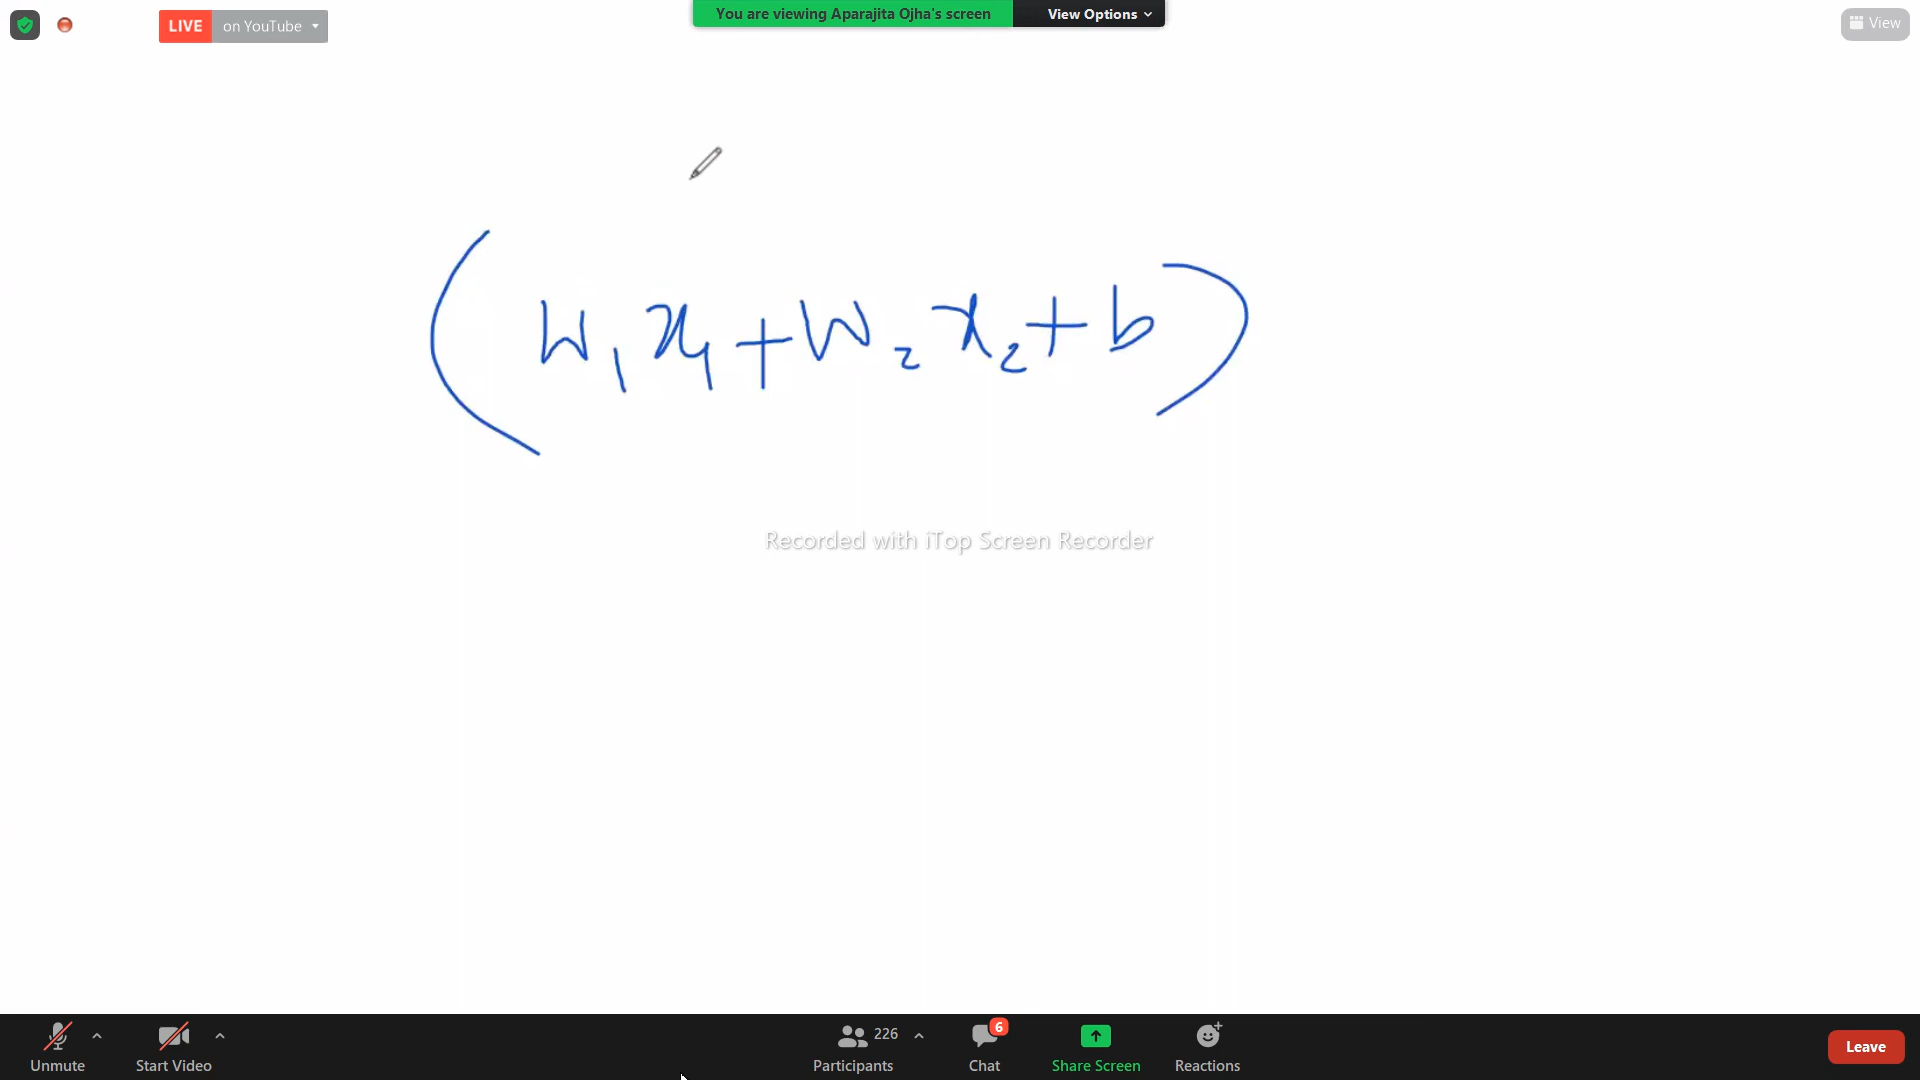 LIVE on YouTube
You are viewing Aparajita Ojha's screen View Options
View
(W₁x₁+W₂x₂+b)
Recorded with iTop Screen Recorder
226
6
Unmute Start Video Participants Chat Share Screen Reactions Leave